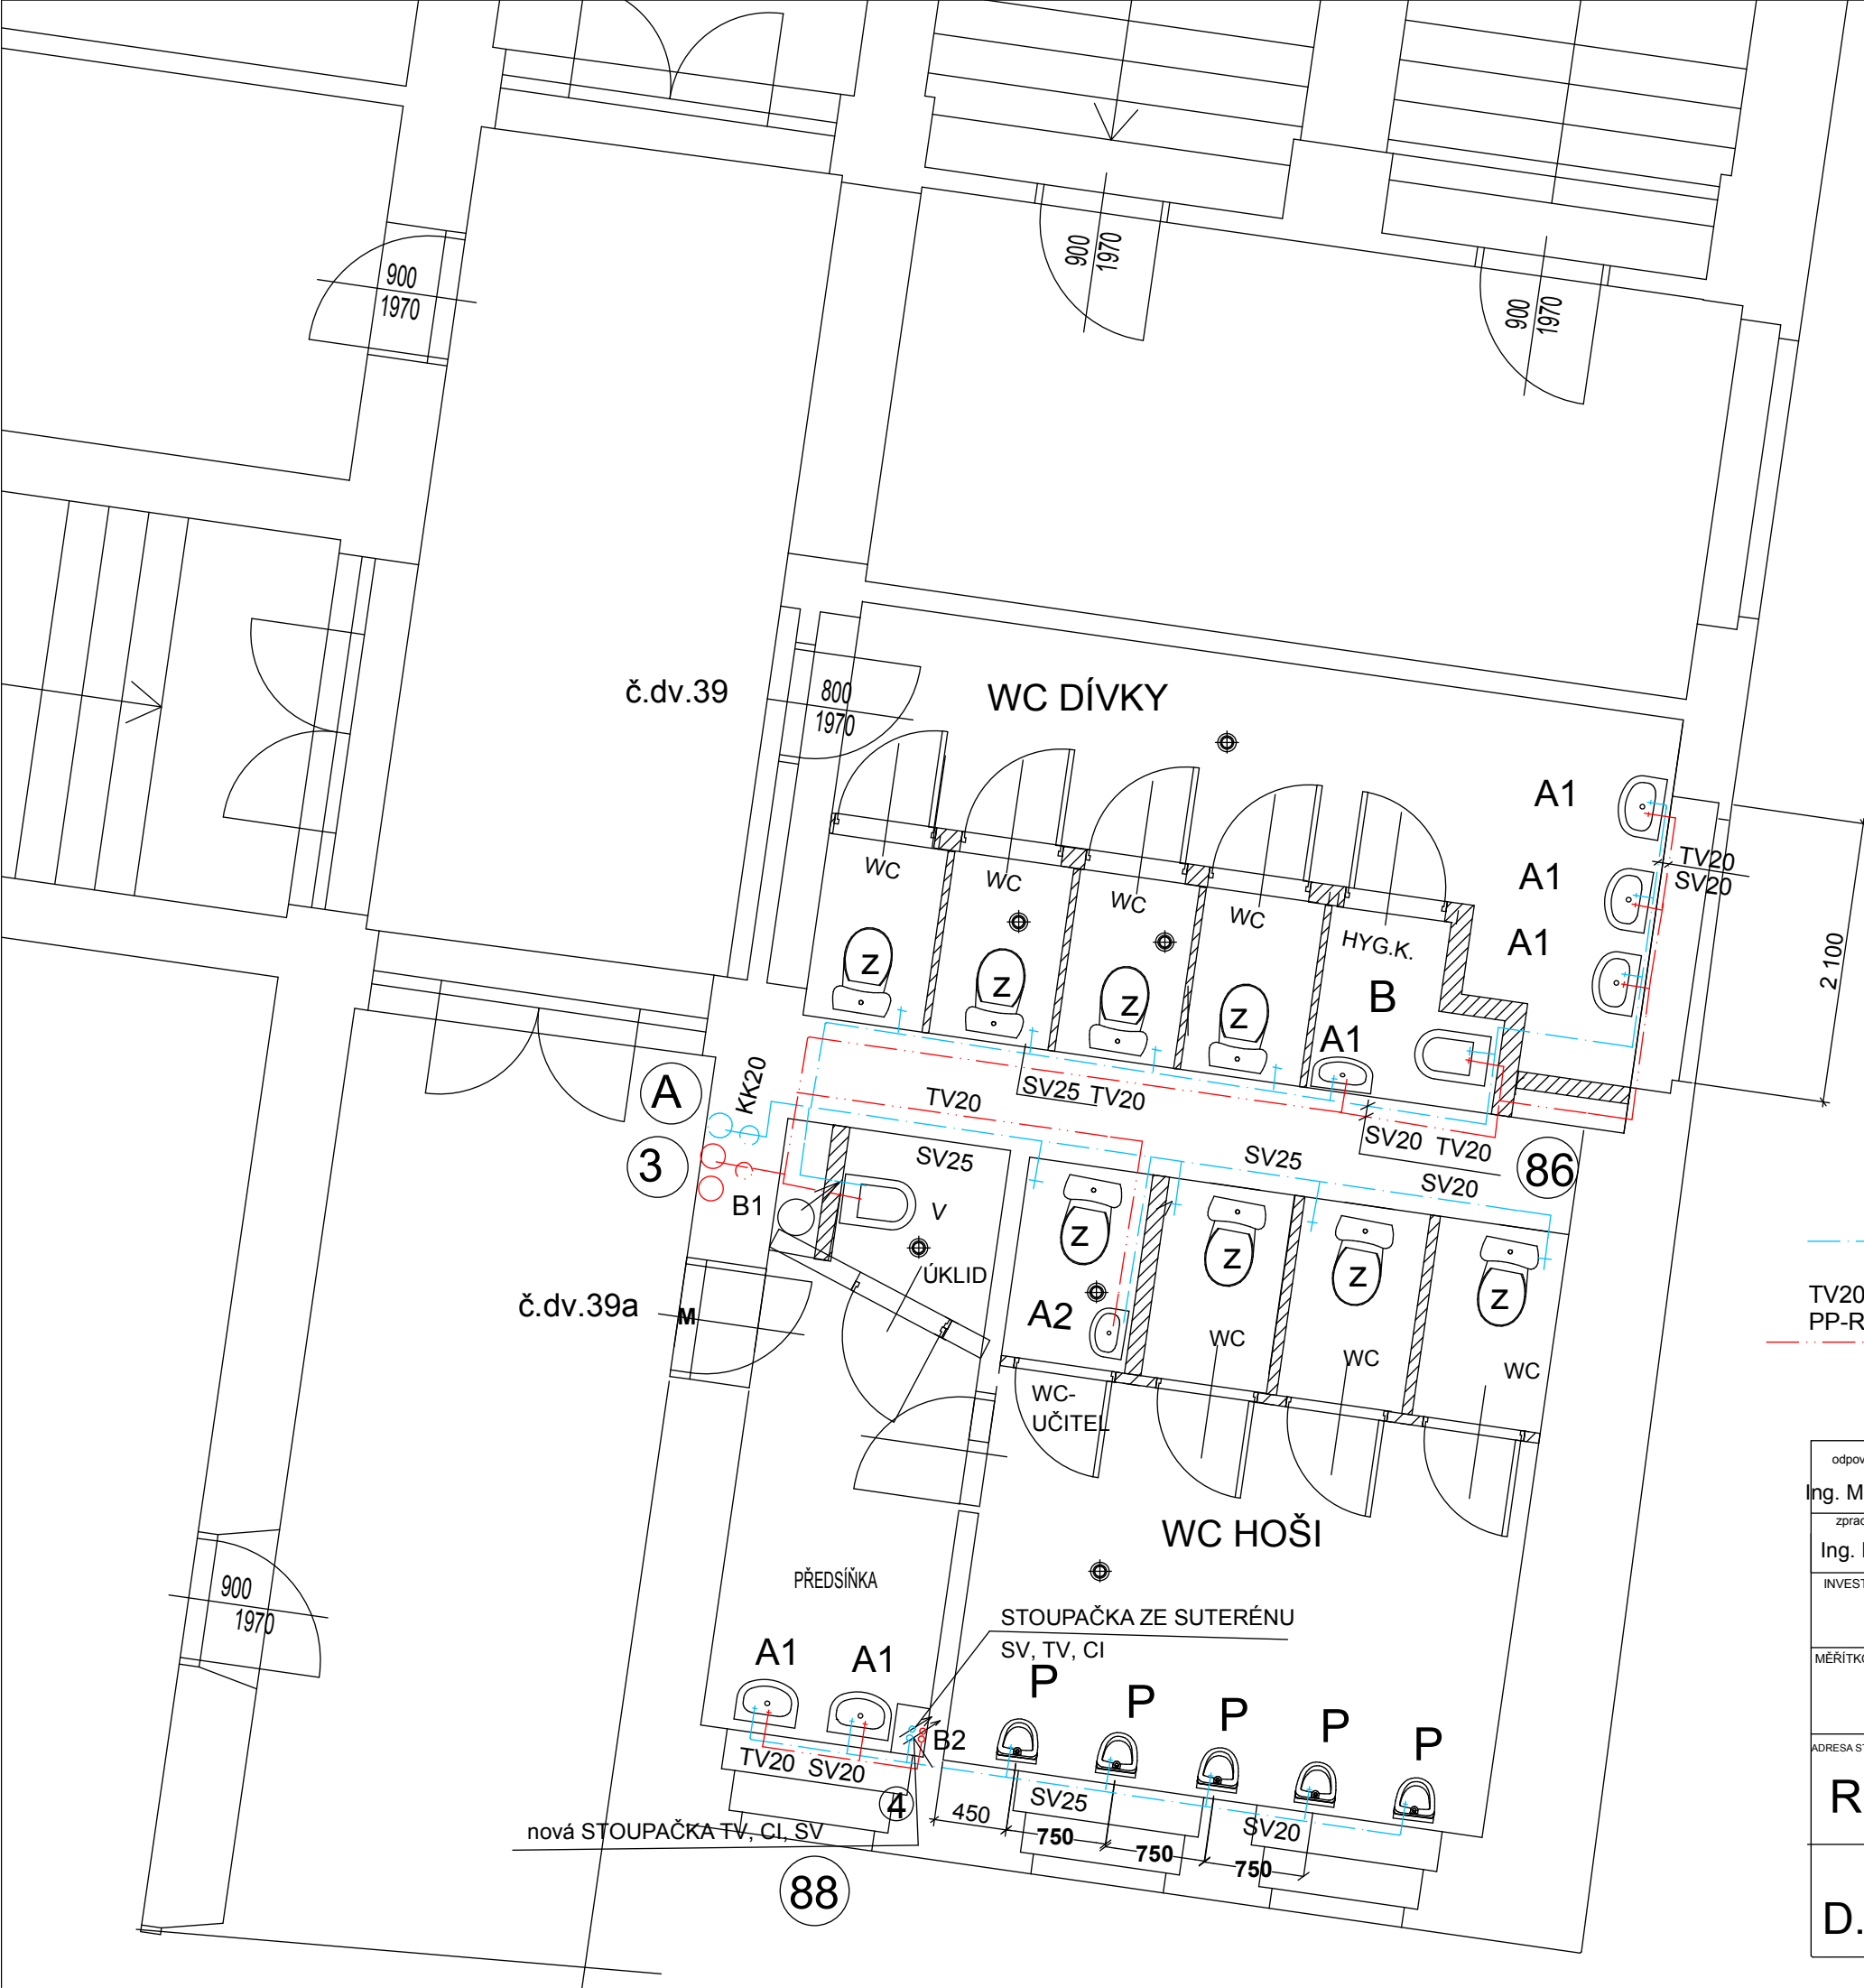 900
1970
900
1970
900
1970
č.dv.39
800
1970
WC DÍVKY
A1
A1
A1
TV20
SV20
2 100
WC
WC
WC
WC
HYG.K.
B
A1
Z
Z
Z
Z
A
3
KK20
B1
TV20
SV25 TV20
SV25
SV20 TV20
SV25
SV20
86
V
ÚKLID
Z
Z
Z
Z
A2
WC
WC
WC
WC-
UČITEL
č.dv.39a
M
TV20
PP-R
WC HOŠI
PŘEDSÍŇKA
STOUPAČKA ZE SUTERÉNU
SV, TV, CI
900
1970
A1
A1
P
P
P
P
P
B2
TV20 SV20
4
SV25
SV20
450
750
750
750
nová STOUPAČKA TV, CI, SV
88
odpov
Ing. M
zprac
Ing.
INVEST
MĚŘÍTKO
ADRESA ST
R
D.